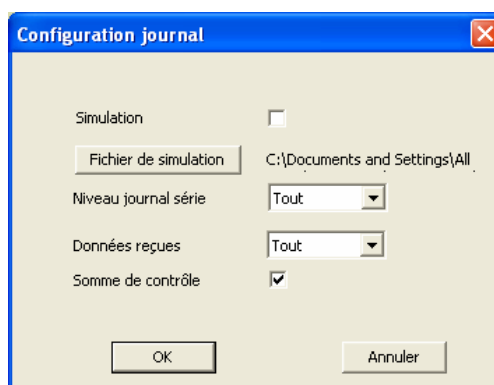 Configuration journal
Simulation
Fichier de simulation C:\Documents and Settings\All
Niveau journal série Tout
Données reçues Tout
Somme de contrôle
OK Annuler